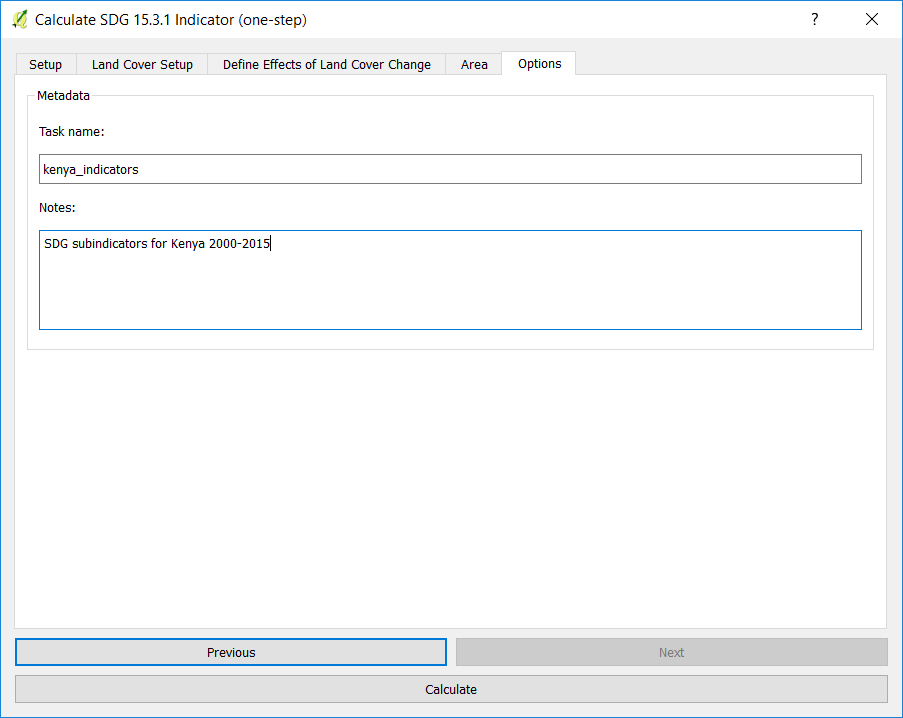 Calculate SDG 15.3.1 Indicator (one-step) ?
Setup Land Cover Setup Define Effects of Land Cover Change Area Options
Metadata
Task name:
kenya_indicators
Notes:
SDG subindicators for Kenya 2000-2015
Previous Next
Calculate